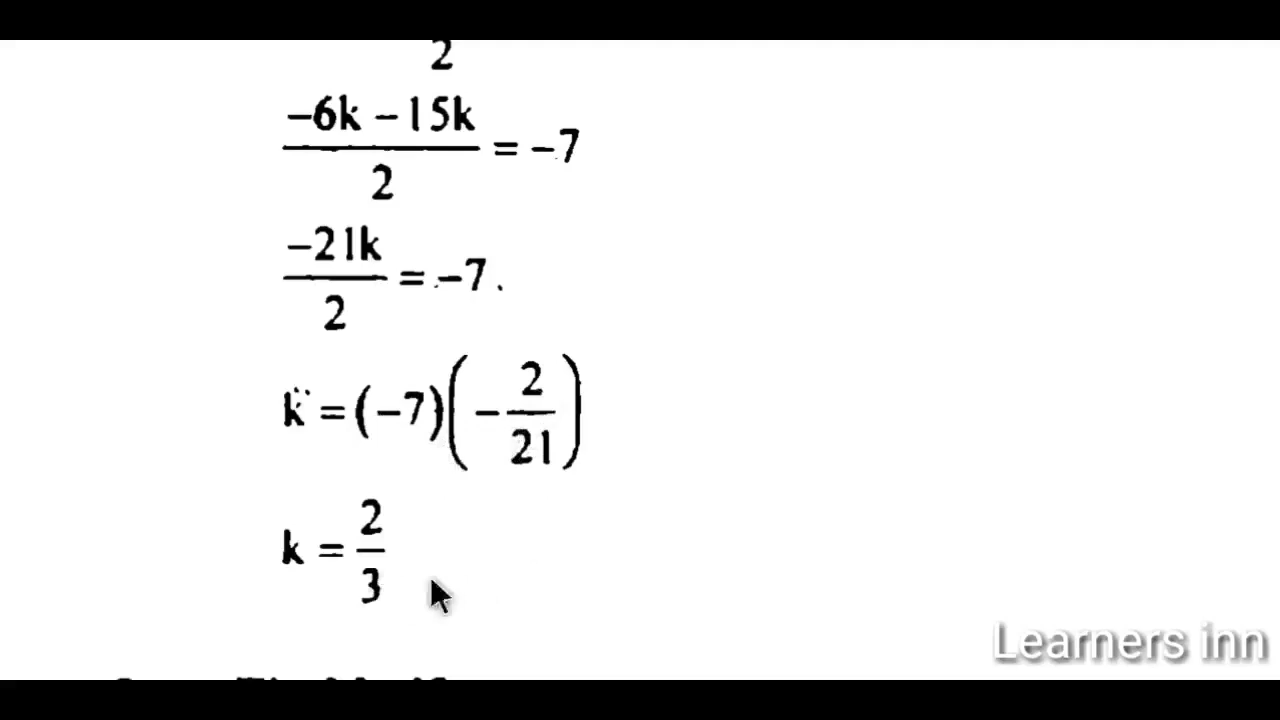 2
−6k − 15k / 2 = −7
−21k / 2 = −7.
k = (−7)(−2/21)
k = 2/3
Learners inn